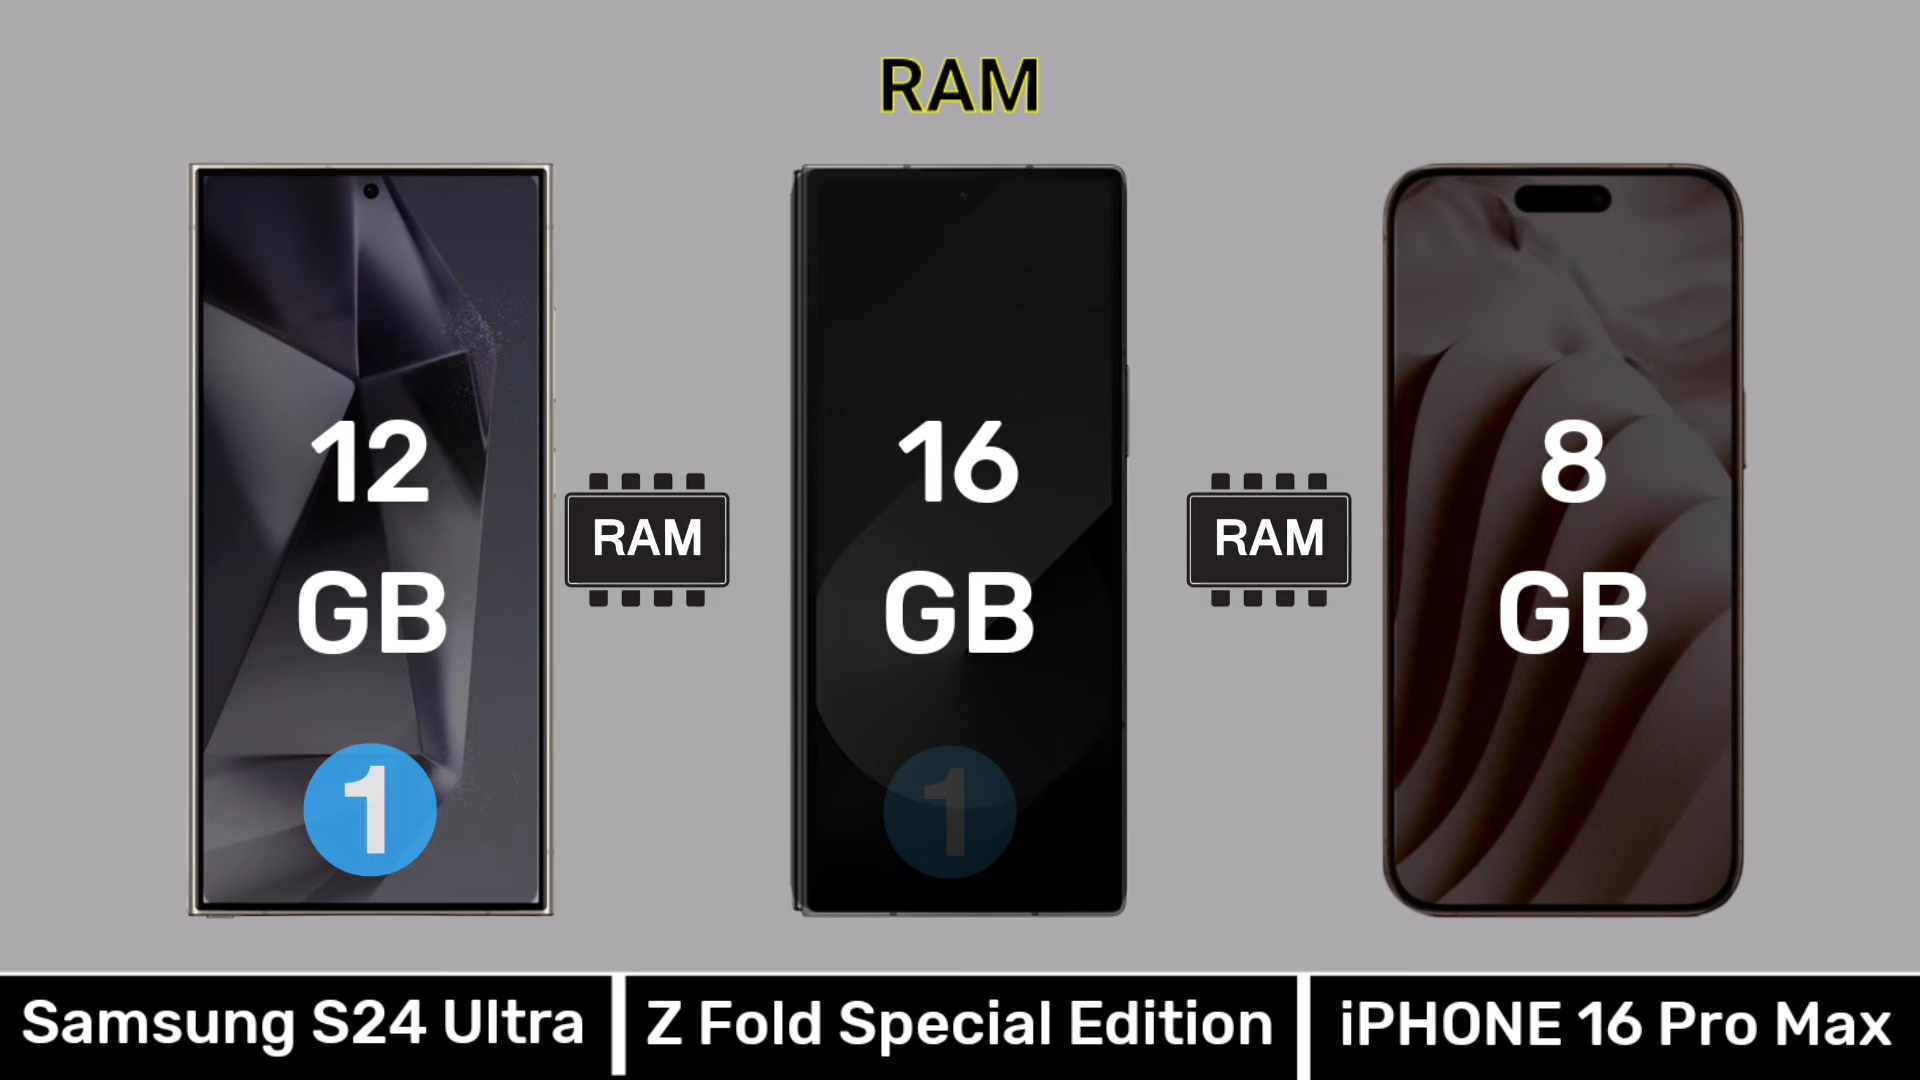 RAM
12
GB
1
RAM
16
GB
1
RAM
8
GB
Samsung S24 Ultra
Z Fold Special Edition
iPHONE 16 Pro Max